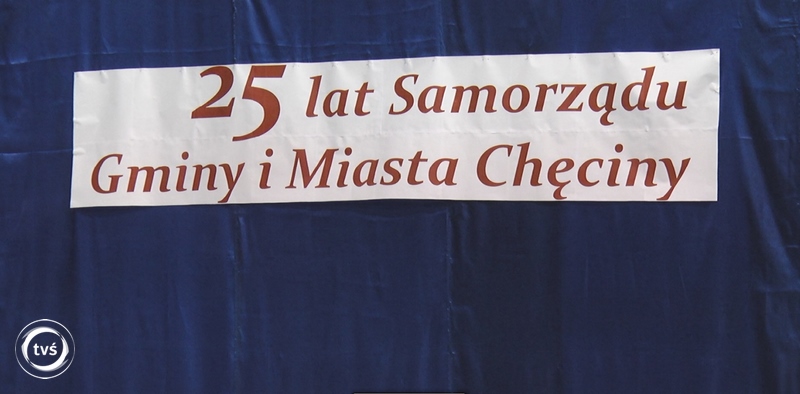 25 lat Samorządu
Gminy i Miasta Chęciny
tvś